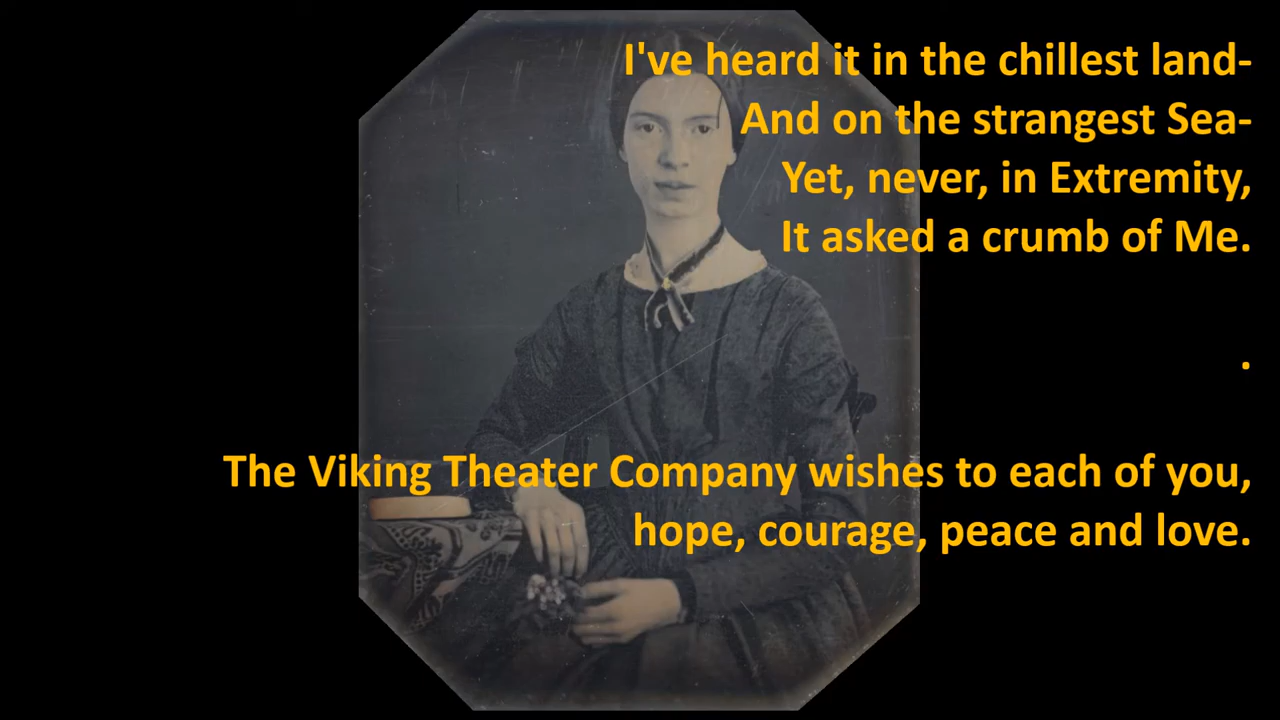 I've heard it in the chillest land-
And on the strangest Sea-
Yet, never, in Extremity,
It asked a crumb of Me.
.
The Viking Theater Company wishes to each of you,
hope, courage, peace and love.